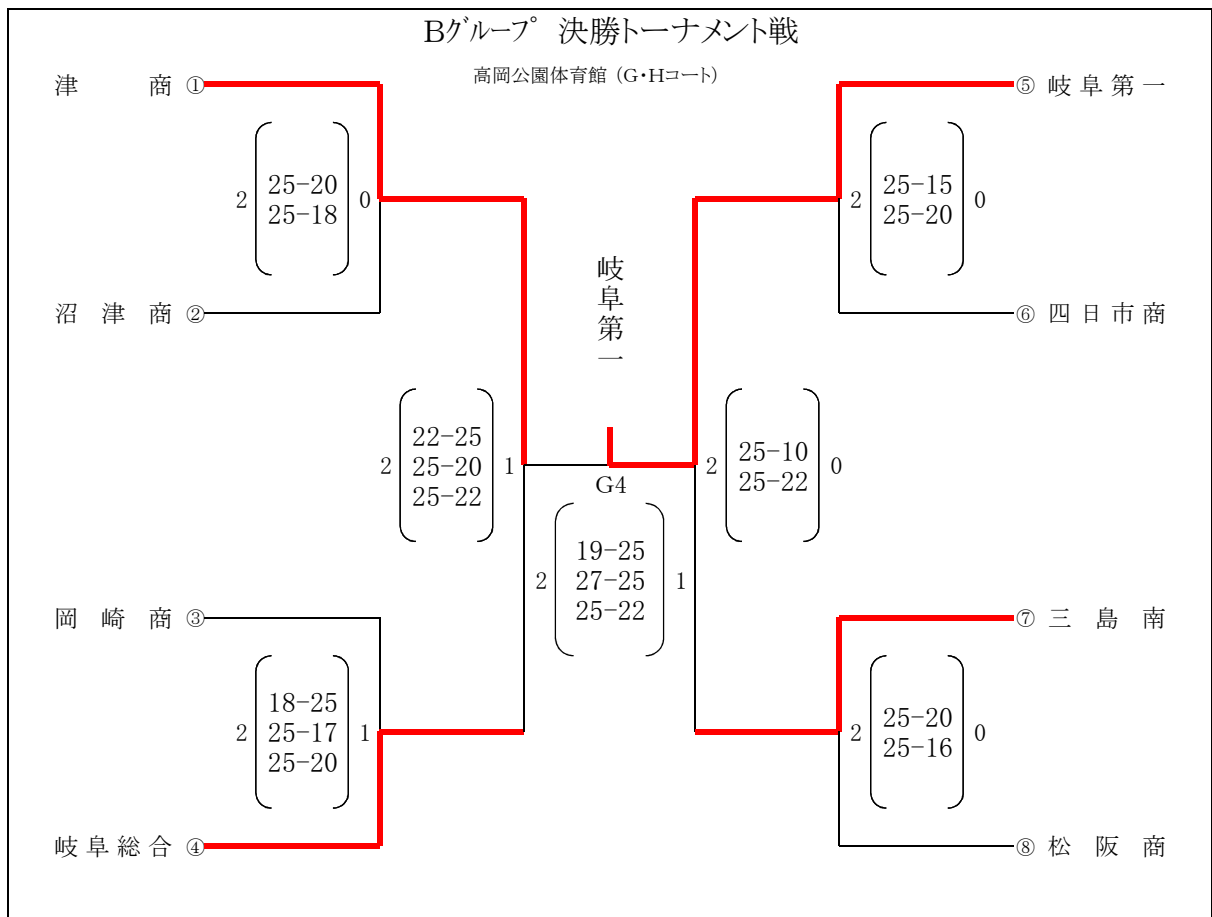 Bグループ 決勝トーナメント戦
高岡公園体育館 (G・Hコート)
津 商 ①
⑤ 岐阜第一
2 25-20 0
25-18
2 25-15 0
25-20
沼津商 ②
⑥ 四日市商
岐阜第一
2 22-25 1
25-20
25-22
2 25-10 0
25-22
G4
2 19-25 1
27-25
25-22
岡崎商 ③
⑦ 三島南
2 18-25 1
25-17
25-20
2 25-20 0
25-16
岐阜総合 ④
⑧ 松阪商